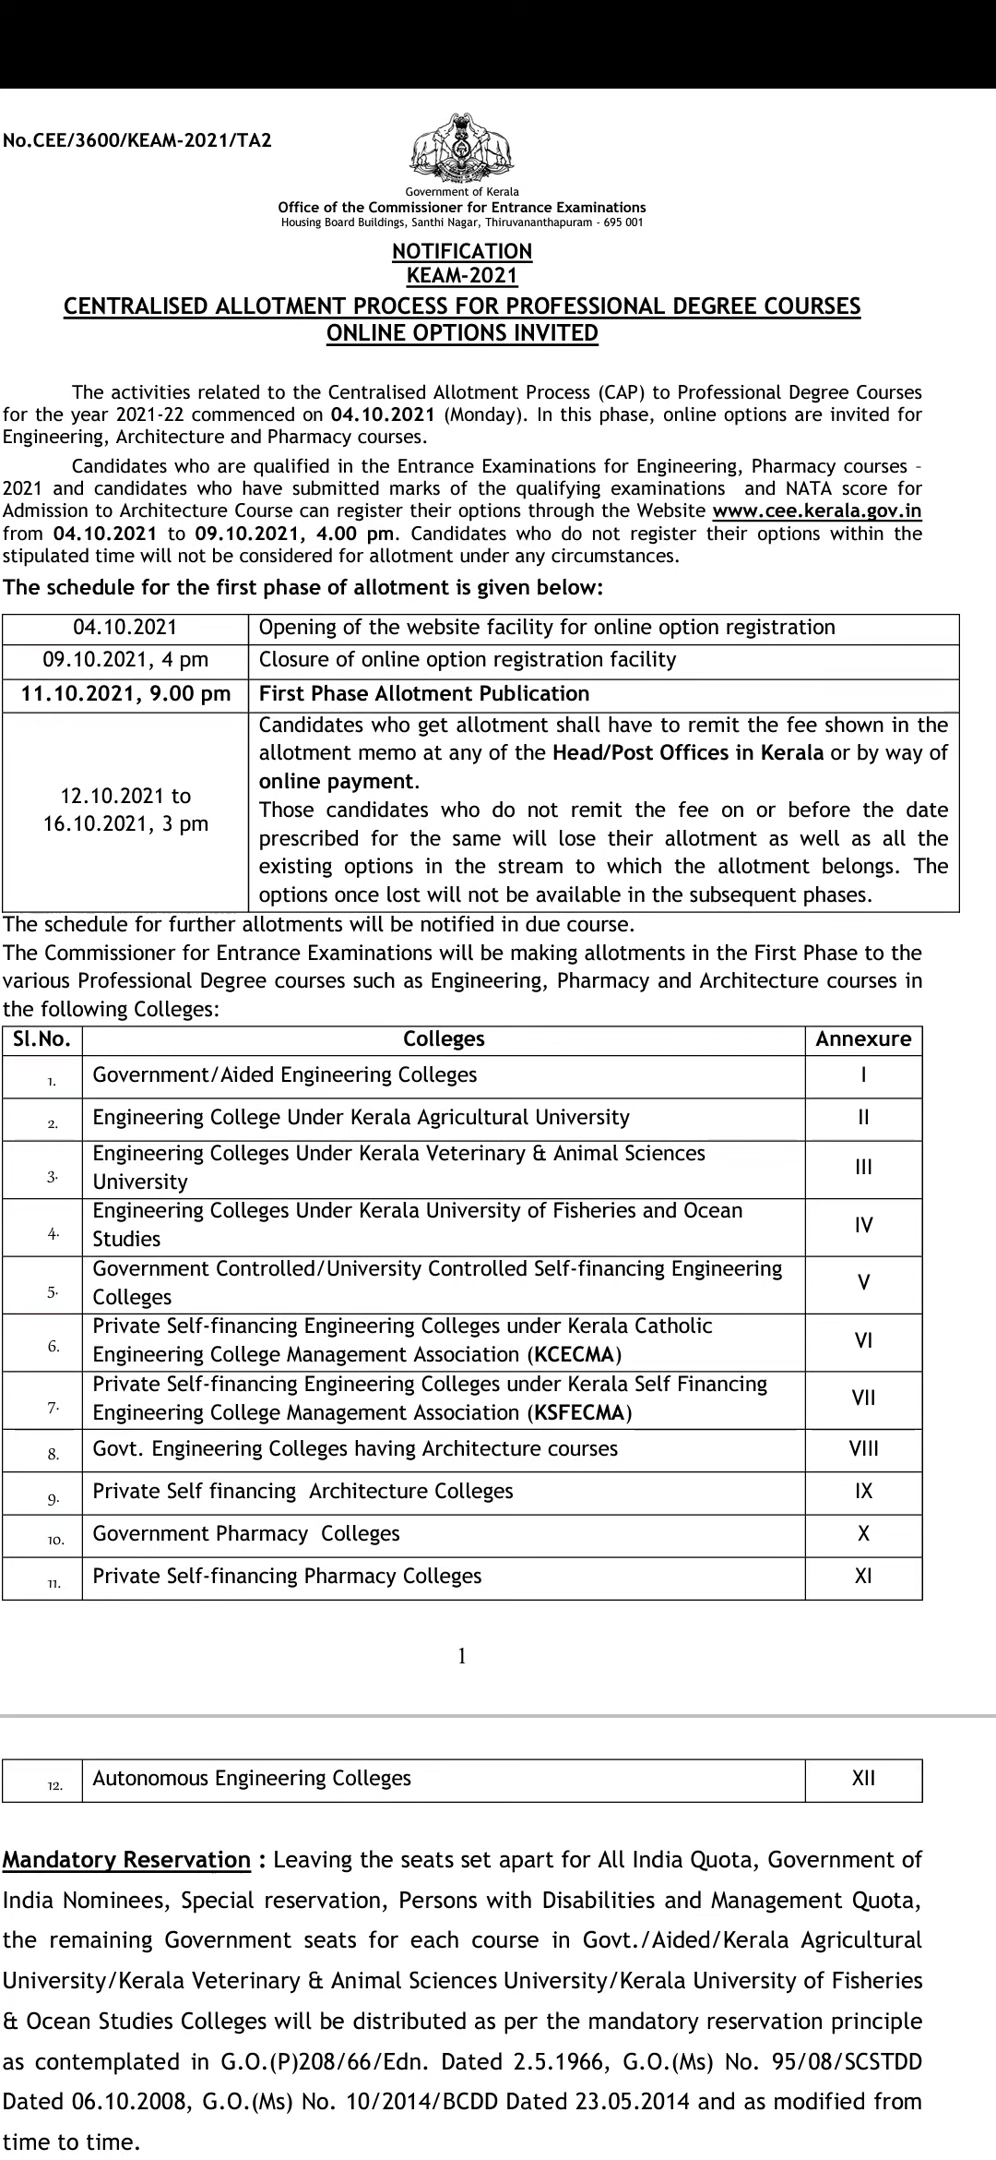 No.CEE/3600/KEAM-2021/TA2
Government of Kerala
Office of the Commissioner for Entrance Examinations
Housing Board Buildings, Santhi Nagar, Thiruvananthapuram - 695 001
NOTIFICATION
KEAM-2021
CENTRALISED ALLOTMENT PROCESS FOR PROFESSIONAL DEGREE COURSES
ONLINE OPTIONS INVITED
The activities related to the Centralised Allotment Process (CAP) to Professional Degree Courses
for the year 2021-22 commenced on 04.10.2021 (Monday). In this phase, online options are invited for
Engineering, Architecture and Pharmacy courses.
Candidates who are qualified in the Entrance Examinations for Engineering, Pharmacy courses -
2021 and candidates who have submitted marks of the qualifying examinations and NATA score for
Admission to Architecture Course can register their options through the Website www.cee.kerala.gov.in
from 04.10.2021 to 09.10.2021, 4.00 pm. Candidates who do not register their options within the
stipulated time will not be considered for allotment under any circumstances.
The schedule for the first phase of allotment is given below:
04.10.2021 Opening of the website facility for online option registration
09.10.2021, 4 pm Closure of online option registration facility
11.10.2021, 9.00 pm First Phase Allotment Publication
12.10.2021 to
16.10.2021, 3 pm
Candidates who get allotment shall have to remit the fee shown in the
allotment memo at any of the Head/Post Offices in Kerala or by way of
online payment.
Those candidates who do not remit the fee on or before the date
prescribed for the same will lose their allotment as well as all the
existing options in the stream to which the allotment belongs. The
options once lost will not be available in the subsequent phases.
The schedule for further allotments will be notified in due course.
The Commissioner for Entrance Examinations will be making allotments in the First Phase to the
various Professional Degree courses such as Engineering, Pharmacy and Architecture courses in
the following Colleges:
Sl.No. Colleges Annexure
1. Government/Aided Engineering Colleges I
2. Engineering College Under Kerala Agricultural University II
3. Engineering Colleges Under Kerala Veterinary & Animal Sciences
University III
4. Engineering Colleges Under Kerala University of Fisheries and Ocean
Studies IV
5. Government Controlled/University Controlled Self-financing Engineering
Colleges V
6. Private Self-financing Engineering Colleges under Kerala Catholic
Engineering College Management Association (KCECMA) VI
7. Private Self-financing Engineering Colleges under Kerala Self Financing
Engineering College Management Association (KSFECMA) VII
8. Govt. Engineering Colleges having Architecture courses VIII
9. Private Self financing Architecture Colleges IX
10. Government Pharmacy Colleges X
11. Private Self-financing Pharmacy Colleges XI
1
12. Autonomous Engineering Colleges XII
Mandatory Reservation : Leaving the seats set apart for All India Quota, Government of
India Nominees, Special reservation, Persons with Disabilities and Management Quota,
the remaining Government seats for each course in Govt./Aided/Kerala Agricultural
University/Kerala Veterinary & Animal Sciences University/Kerala University of Fisheries
& Ocean Studies Colleges will be distributed as per the mandatory reservation principle
as contemplated in G.O.(P)208/66/Edn. Dated 2.5.1966, G.O.(Ms) No. 95/08/SCSTDD
Dated 06.10.2008, G.O.(Ms) No. 10/2014/BCDD Dated 23.05.2014 and as modified from
time to time.